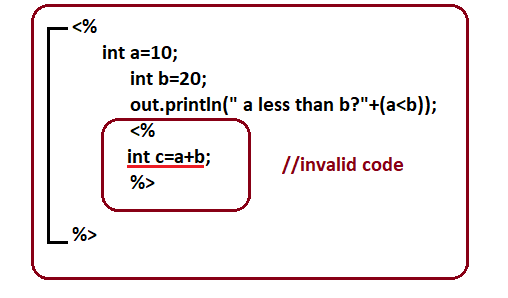 <%
int a=10;
int b=20;
out.println(" a less than b?"+(a<b));
<%
int c=a+b;
%>
//invalid code
%>